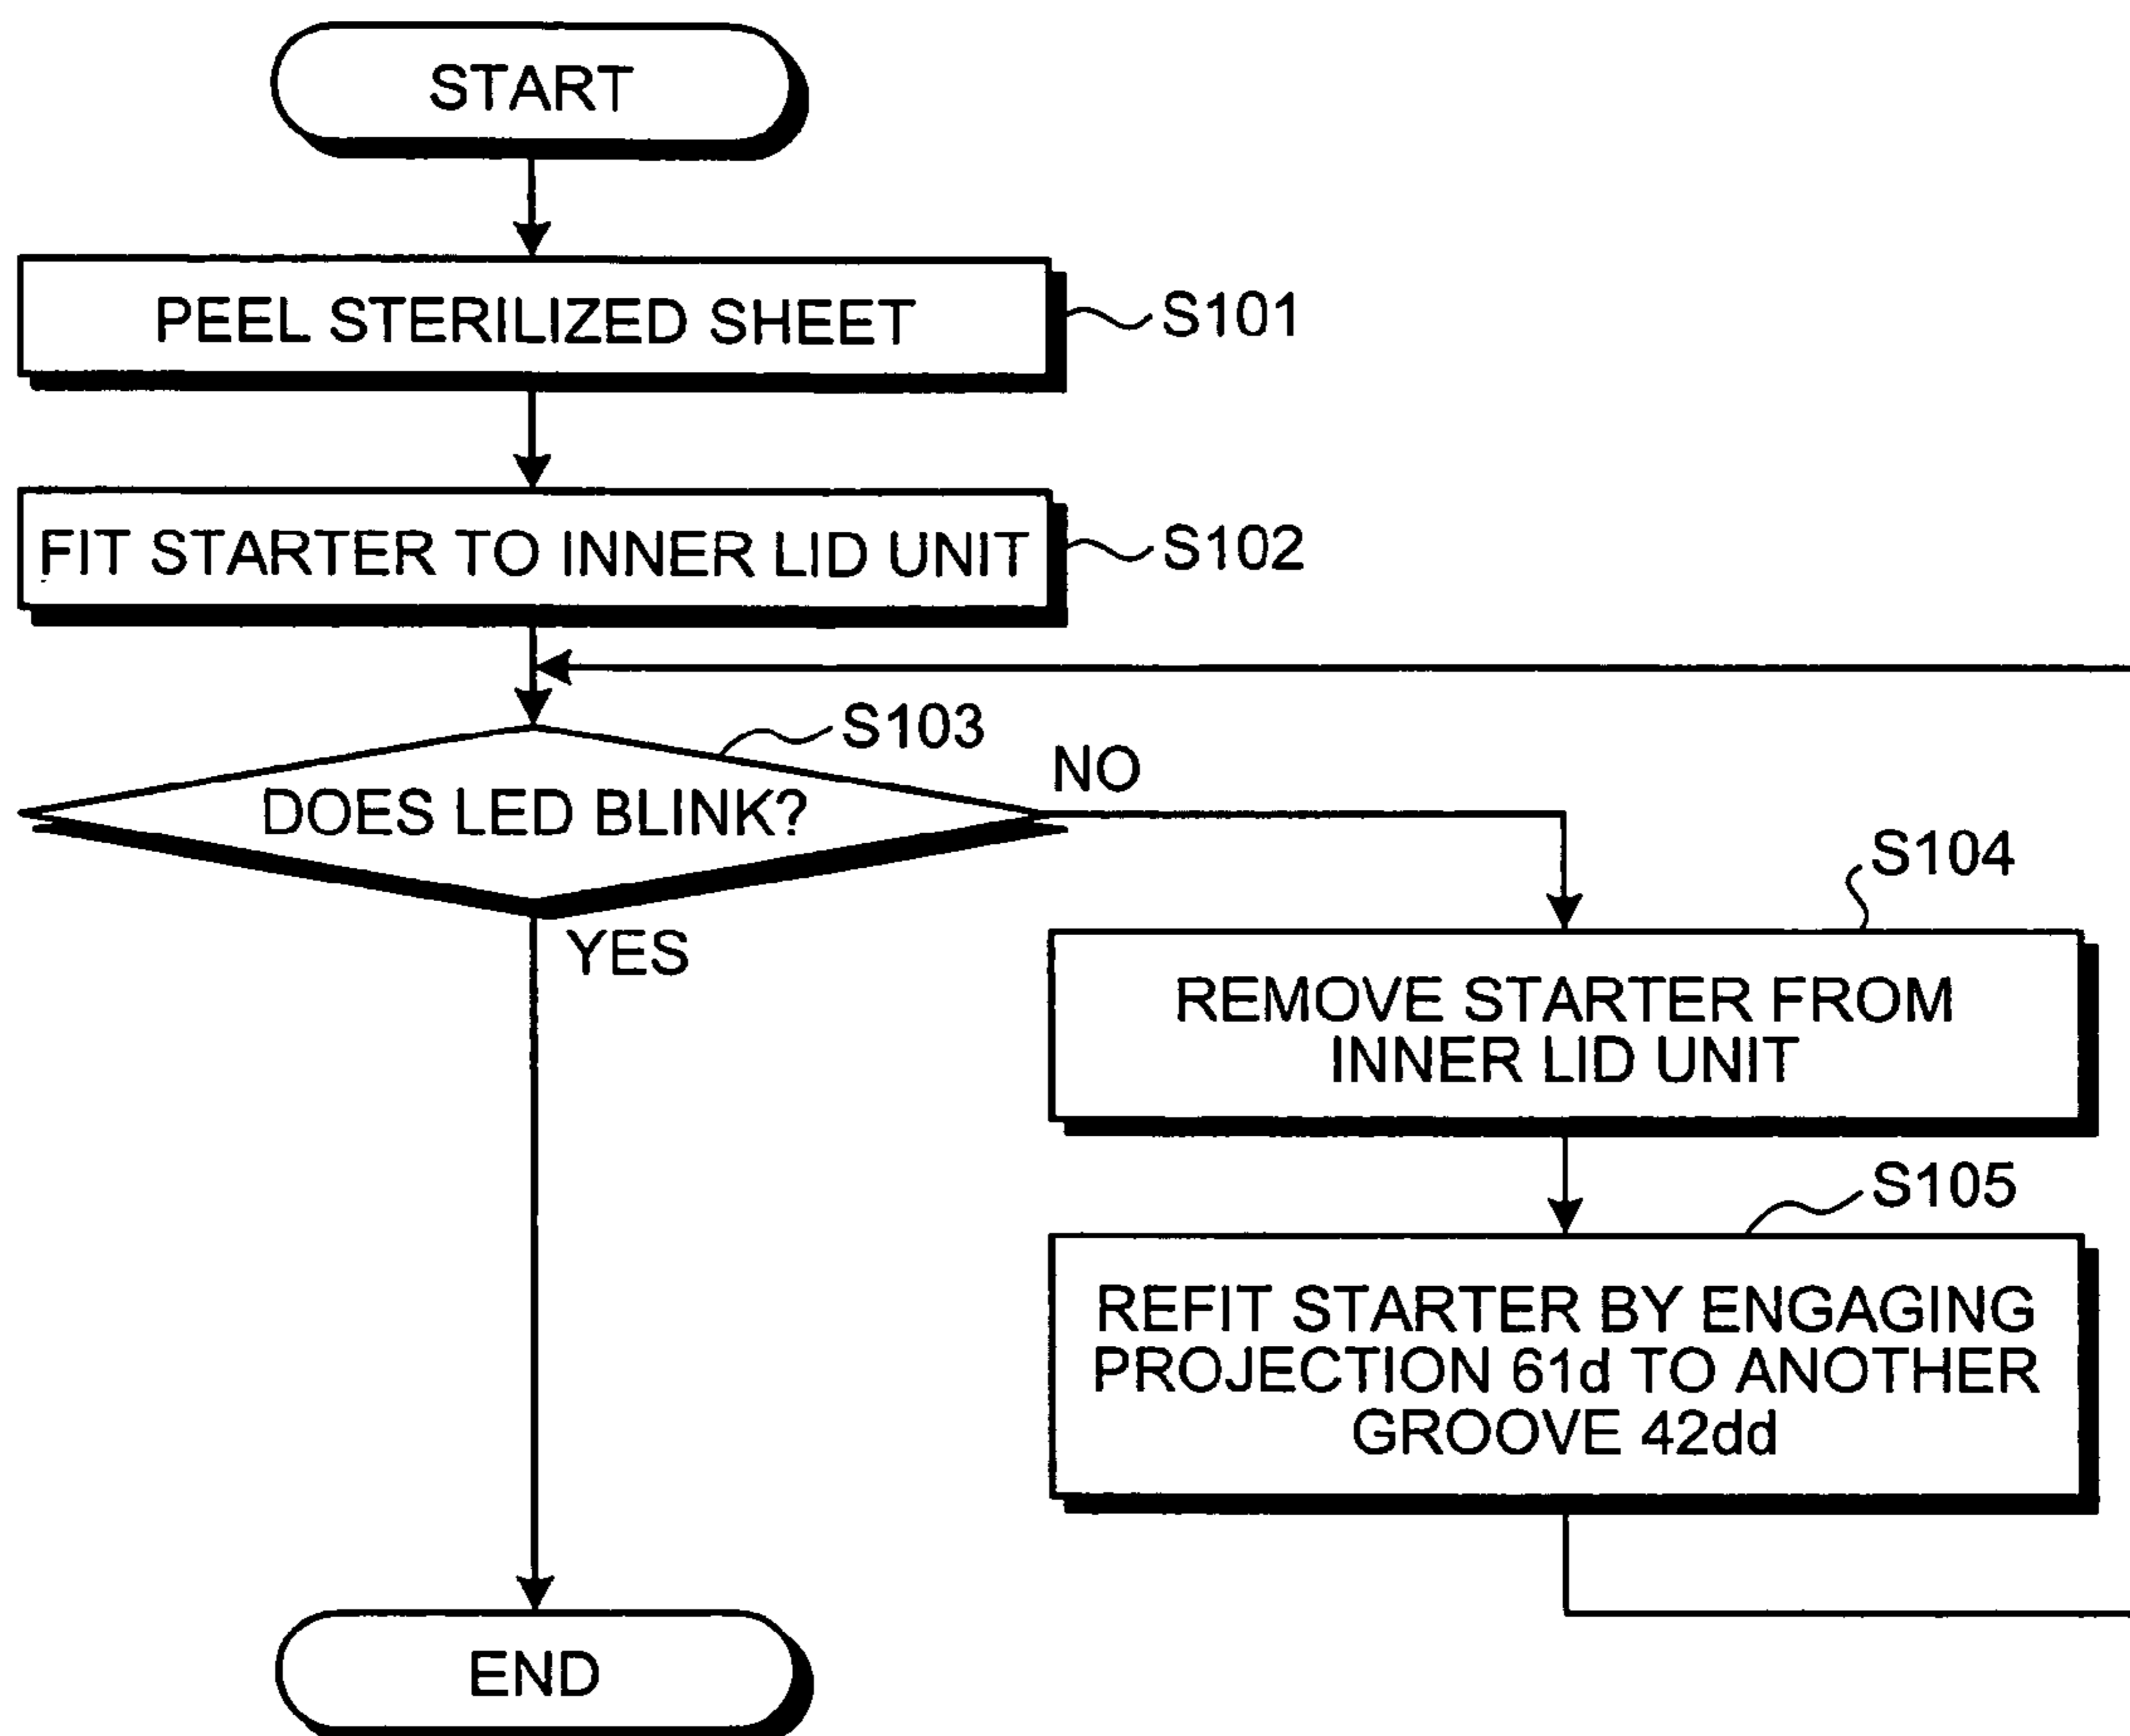 START
PEEL STERILIZED SHEET
S101
FIT STARTER TO INNER LID UNIT
S102
S103
DOES LED BLINK?
NO
YES
S104
REMOVE STARTER FROM
INNER LID UNIT
S105
REFIT STARTER BY ENGAGING
PROJECTION 61d TO ANOTHER
GROOVE 42dd
END